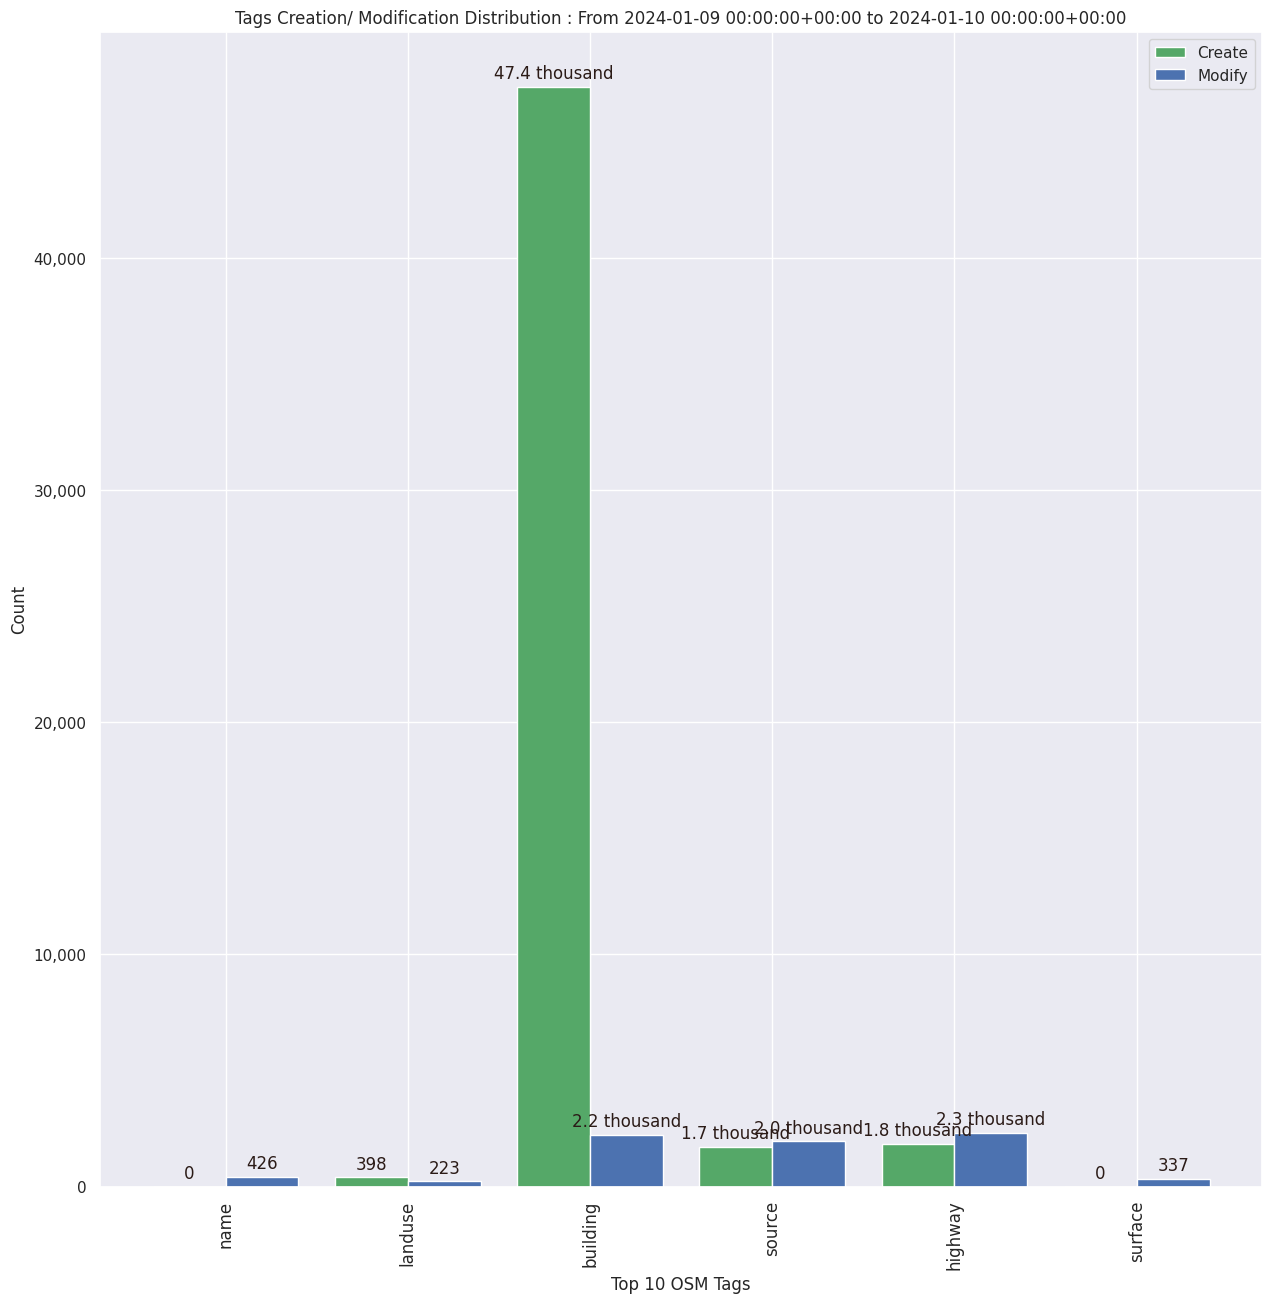 Tags Creation/ Modification Distribution : From 2024-01-09 00:00:00+00:00 to 2024-01-10 00:00:00+00:00
Create
Modify
47.4 thousand
40,000
30,000
20,000
10,000
0
Count
0
426
398
223
2.2 thousand
1.7 thousand
2.0 thousand
1.8 thousand
2.3 thousand
0
337
name
landuse
building
source
highway
surface
Top 10 OSM Tags